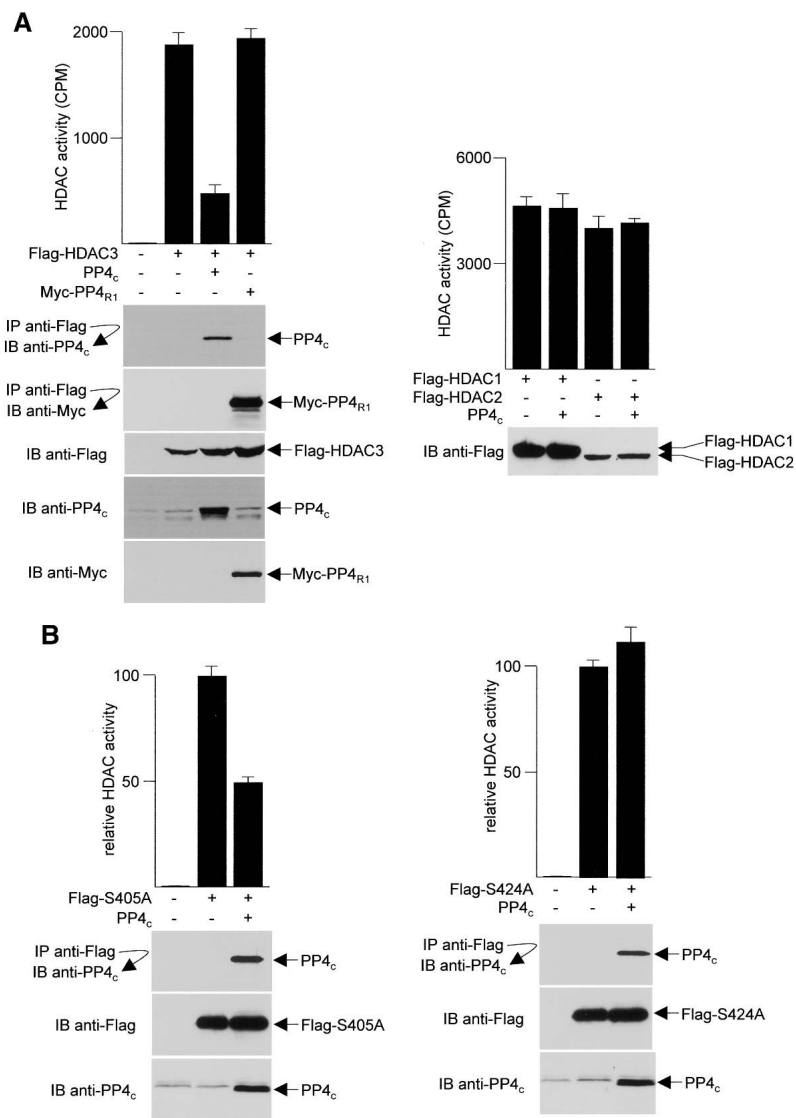 A
HDAC activity (CPM)
2000
1000
Flag-HDAC3 - + + +
PP4c - - + -
Myc-PP4R1 - - - +
IP anti-Flag
IB anti-PP4c
PP4c
IP anti-Flag
IB anti-Myc
Myc-PP4R1
IB anti-Flag
Flag-HDAC3
IB anti-PP4c
PP4c
IB anti-Myc
Myc-PP4R1
HDAC activity (CPM)
6000
3000
Flag-HDAC1 + + - -
Flag-HDAC2 - - + +
PP4c - + - +
IB anti-Flag
Flag-HDAC1
Flag-HDAC2
B
relative HDAC activity
100
50
Flag-S405A - + +
PP4c - - +
IP anti-Flag
IB anti-PP4c
PP4c
IB anti-Flag
Flag-S405A
IB anti-PP4c
PP4c
relative HDAC activity
100
50
Flag-S424A - + +
PP4c - - +
IP anti-Flag
IB anti-PP4c
PP4c
IB anti-Flag
Flag-S424A
IB anti-PP4c
PP4c